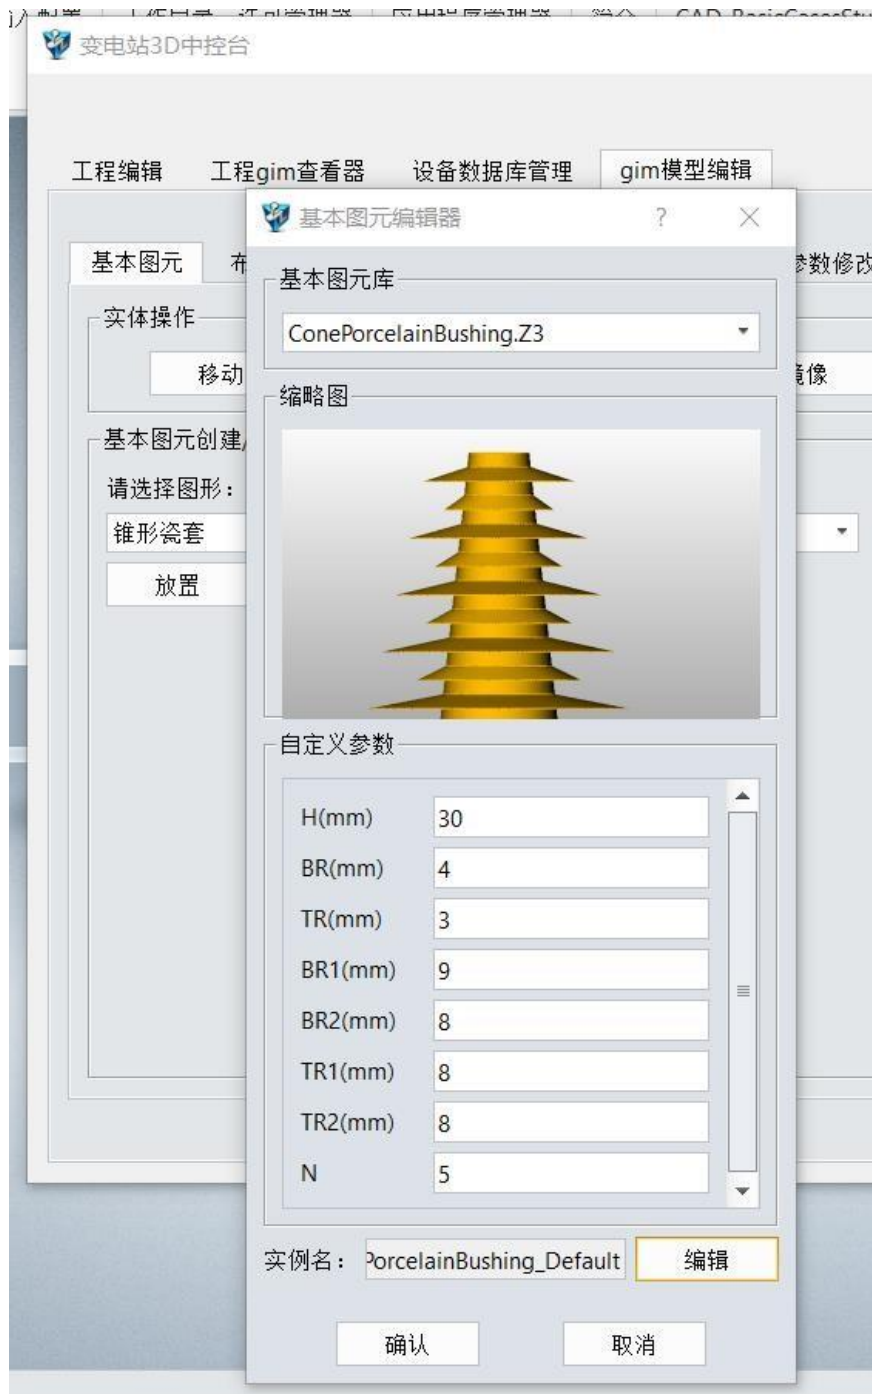 变电站3D中控台
工程编辑 工程gim查看器 设备数据库管理 gim模型编辑
基本图元编辑器 ? ×
基本图元 布 参数修改
基本图元库
实体操作
ConePorcelainBushing.Z3
移动 镜像
缩略图
基本图元创建/
请选择图形：
锥形瓷套
放置
自定义参数
H(mm) 30
BR(mm) 4
TR(mm) 3
BR1(mm) 9
BR2(mm) 8
TR1(mm) 8
TR2(mm) 8
N 5
实例名： PorcelainBushing_Default 编辑
确认 取消